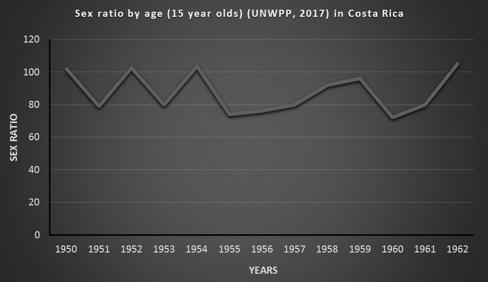 Sex ratio by age (15 year olds) (UNWPP, 2017) in Costa Rica
120
100
80
60
40
20
0
SEX RATIO
1950 1951 1952 1953 1954 1955 1956 1957 1958 1959 1960 1961 1962
YEARS